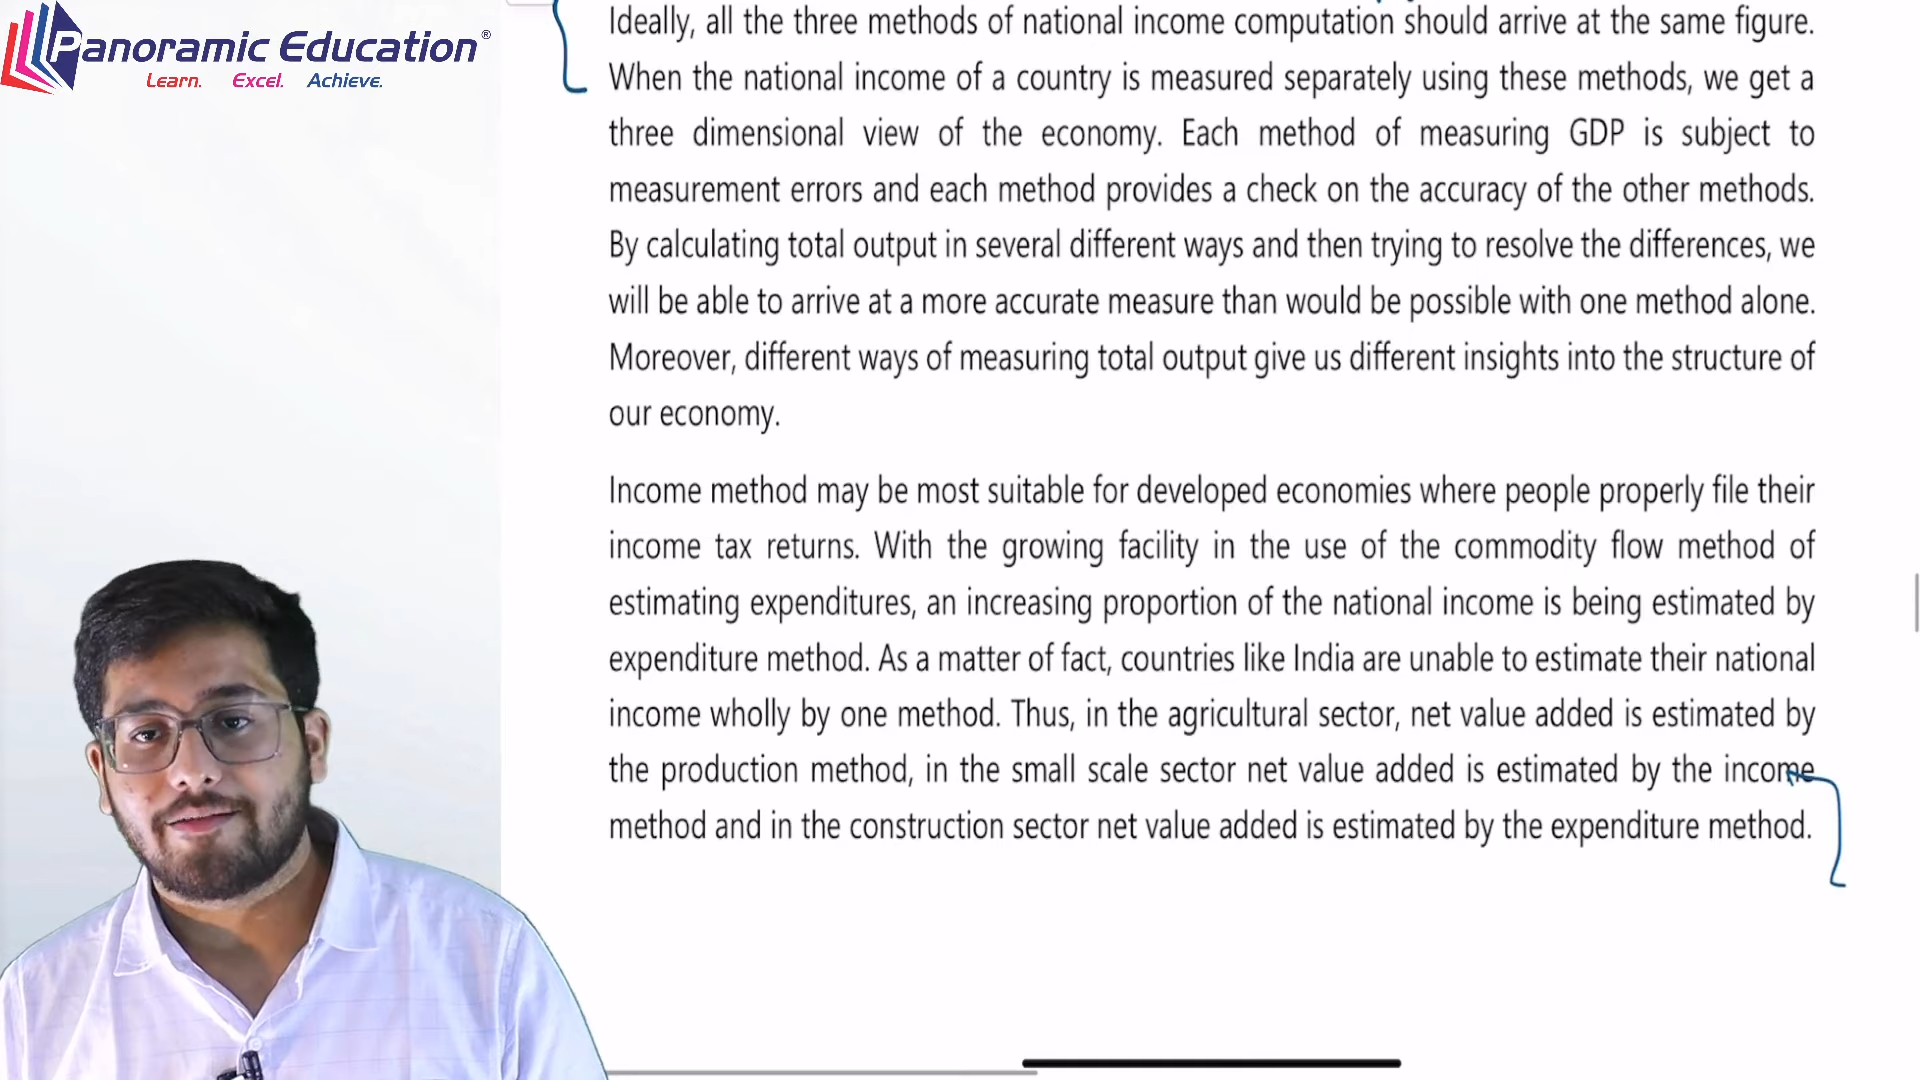 Panoramic Education®
Learn. Excel. Achieve.
Ideally, all the three methods of national income computation should arrive at the same figure.
When the national income of a country is measured separately using these methods, we get a
three dimensional view of the economy. Each method of measuring GDP is subject to
measurement errors and each method provides a check on the accuracy of the other methods.
By calculating total output in several different ways and then trying to resolve the differences, we
will be able to arrive at a more accurate measure than would be possible with one method alone.
Moreover, different ways of measuring total output give us different insights into the structure of
our economy.
Income method may be most suitable for developed economies where people properly file their
income tax returns. With the growing facility in the use of the commodity flow method of
estimating expenditures, an increasing proportion of the national income is being estimated by
expenditure method. As a matter of fact, countries like India are unable to estimate their national
income wholly by one method. Thus, in the agricultural sector, net value added is estimated by
the production method, in the small scale sector net value added is estimated by the income
method and in the construction sector net value added is estimated by the expenditure method.